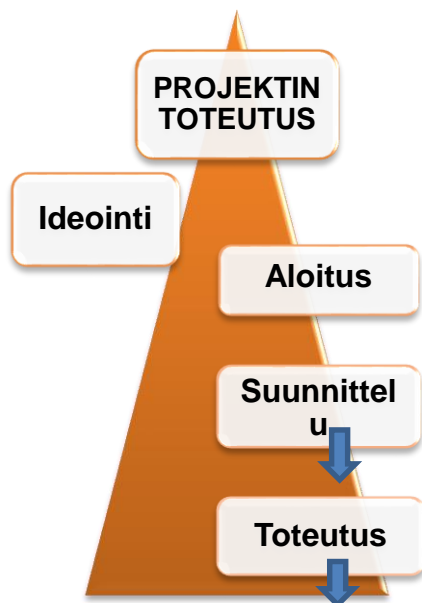 PROJEKTIN
TOTEUTUS
Ideointi
Aloitus
Suunnittel
u
Toteutus